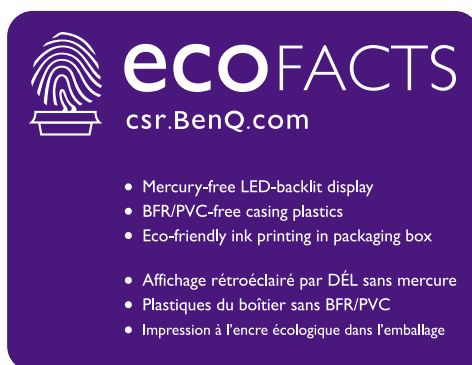 ecoFACTS
csr.BenQ.com
• Mercury-free LED-backlit display
• BFR/PVC-free casing plastics
• Eco-friendly ink printing in packaging box
• Affichage rétroéclairé par DÉL sans mercure
• Plastiques du boîtier sans BFR/PVC
• Impression à l'encre écologique dans l'emballage